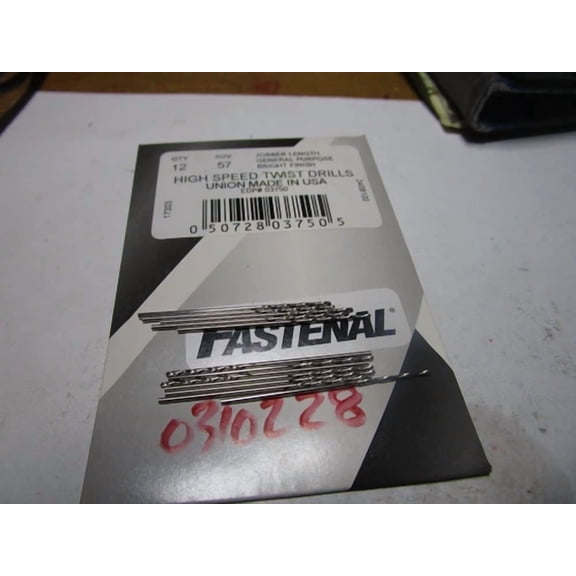 QTY SIZE JOBBER LENGTH
12 57 GENERAL PURPOSE
BRIGHT FINISH
HIGH SPEED TWIST DRILLS
UNION MADE IN USA
EDP# 03750
17303
0 50728 03750 5
FASTENAL®
0310228